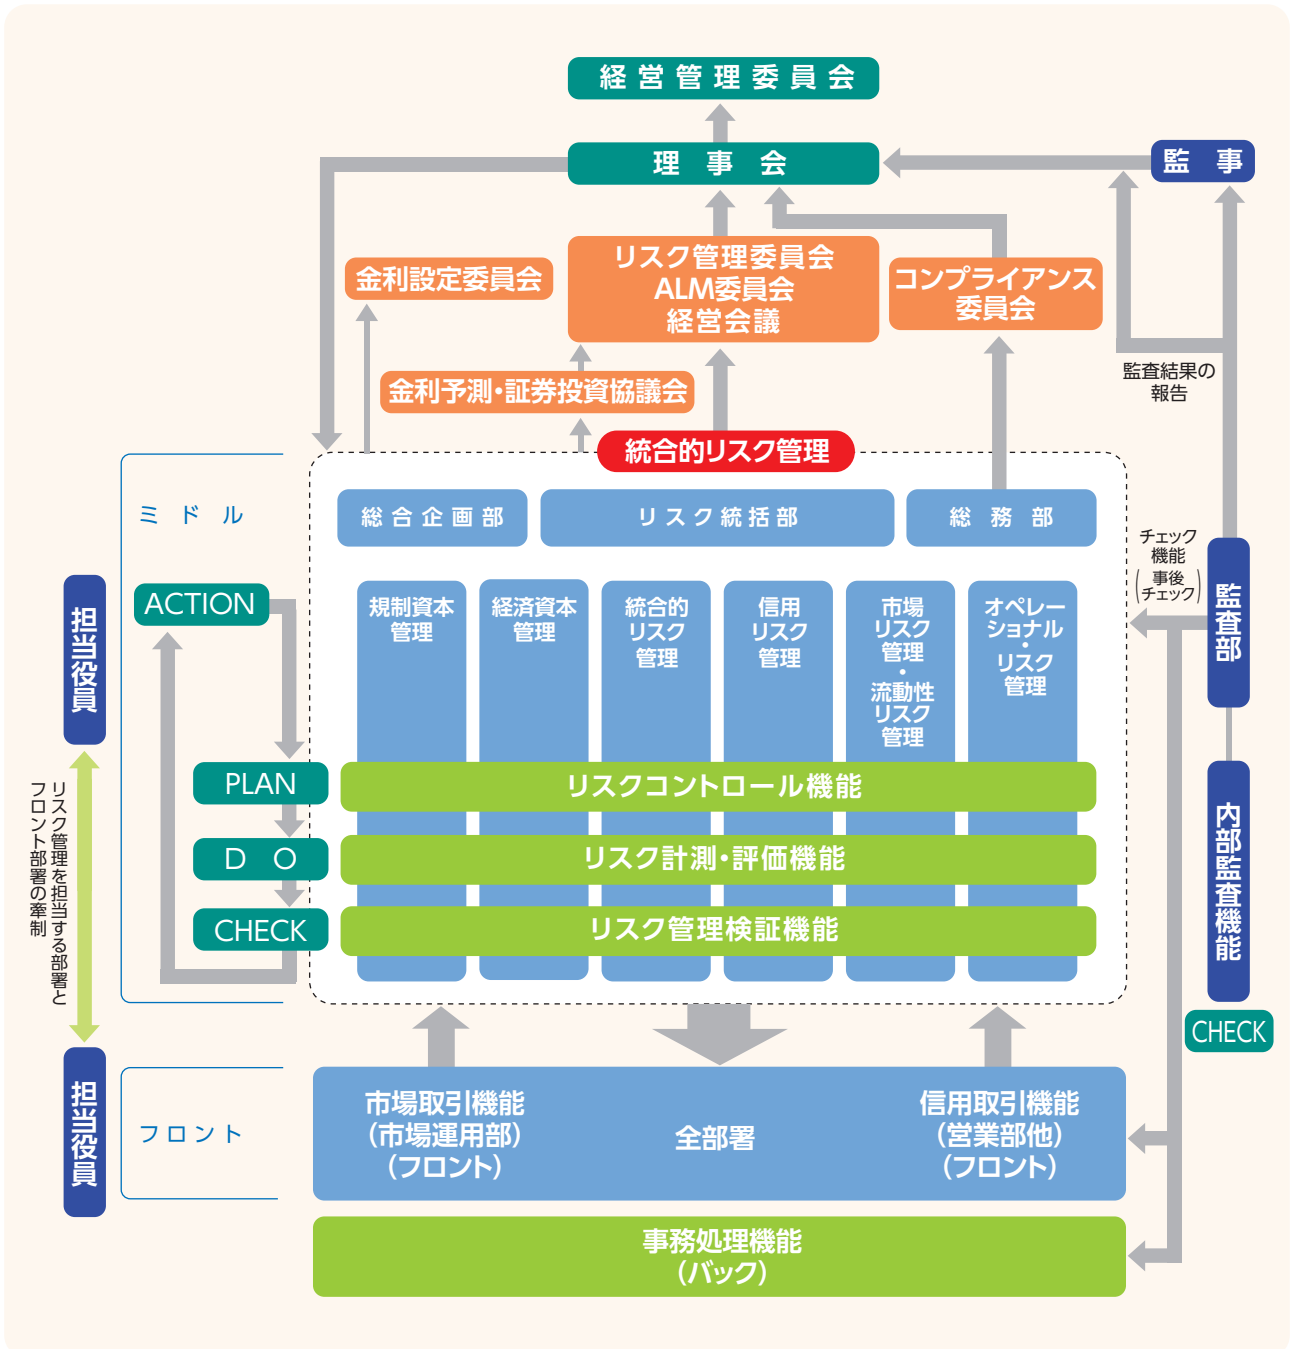 経営管理委員会
理事会
監事
金利設定委員会
リスク管理委員会
ALM委員会
経営会議
コンプライアンス
委員会
監査結果の
報告
金利予測・証券投資協議会
統合的リスク管理
ミドル
総合企画部
リスク統括部
総務部
チェック
機能
(事後
チェック)
監査部
担当役員
ACTION
規制資本
管理
経済資本
管理
統合的
リスク
管理
信用
リスク
管理
市場
リスク
管理
・
流動性
リスク
管理
オペレー
ショナル
・
リスク
管理
PLAN
リスクコントロール機能
DO
リスク計測・評価機能
CHECK
リスク管理検証機能
リスク管理を担当する部署と
フロント部署の牽制
内部監査機能
CHECK
担当役員
フロント
市場取引機能
(市場運用部)
(フロント)
全部署
信用取引機能
(営業部他)
(フロント)
事務処理機能
(バック)